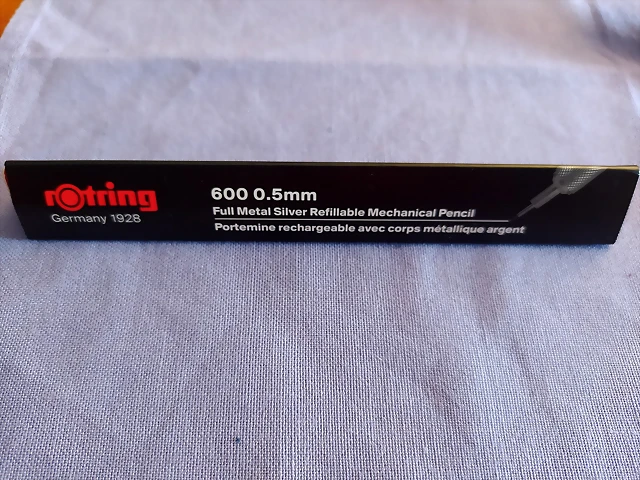 rotring
Germany 1928
600 0.5mm
Full Metal Silver Refillable Mechanical Pencil
Portemine rechargeable avec corps métallique argent